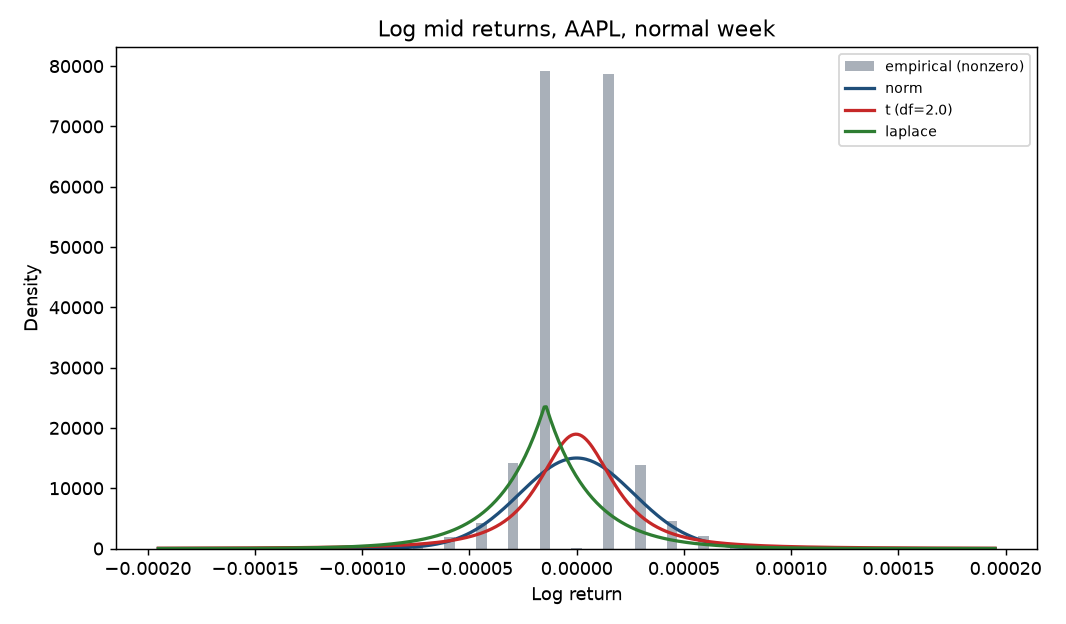 Log mid returns, AAPL, normal week
empirical (nonzero)
norm
t (df=2.0)
laplace
80000
70000
60000
50000
40000
30000
20000
10000
0
Density
−0.00020 −0.00015 −0.00010 −0.00005 0.00000 0.00005 0.00010 0.00015 0.00020
Log return